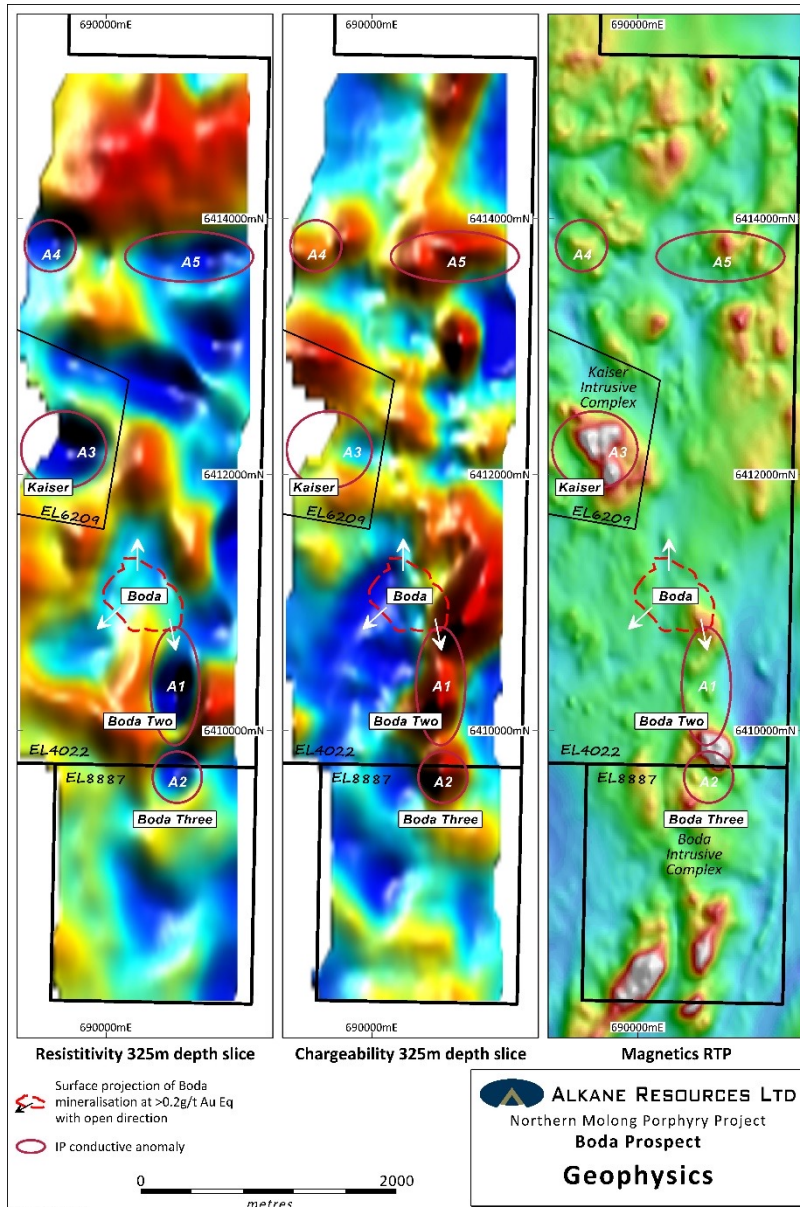 690000mE
690000mE
690000mE
6414000mN
6414000mN
A4
A5
A4
A5
A4
A5
Kaiser
Intrusive
Complex
A3
A3
A3
6412000mN
6412000mN
Kaiser
Kaiser
Kaiser
EL6209
EL6209
EL6209
Boda
Boda
Boda
A1
A1
A1
Boda Two
Boda Two
Boda Two
6410000mN
6410000mN
EL4022
EL4022
EL4022
EL8887
EL8887
EL8887
A2
A2
A2
Boda Three
Boda Three
Boda Three
Boda
Intrusive
Complex
690000mE
690000mE
690000mE
Resistitivity 325m depth slice
Chargeability 325m depth slice
Magnetics RTP
Surface projection of Boda
mineralisation at >0.2g/t Au Eq
with open direction
IP conductive anomaly
0
2000
metres
ALKANE RESOURCES LTD
Northern Molong Porphyry Project
Boda Prospect
Geophysics